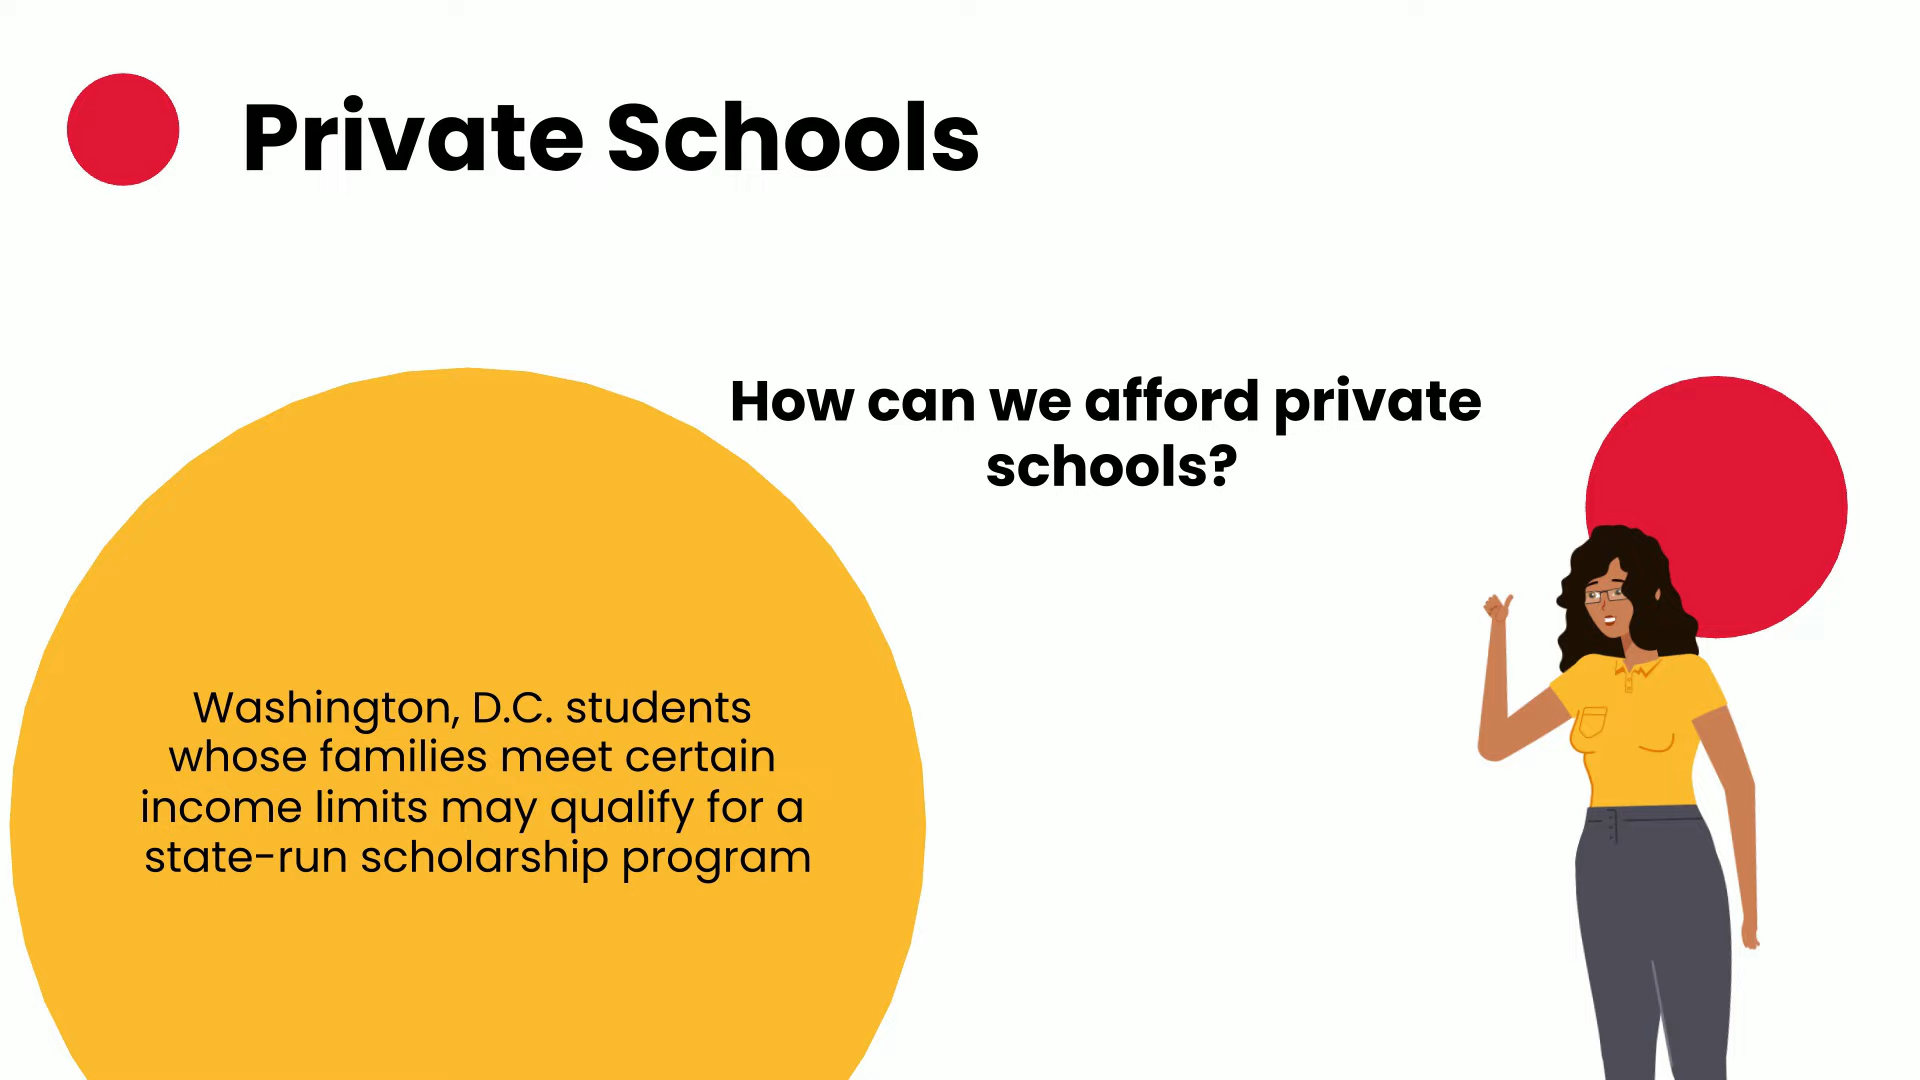 Private Schools
How can we afford private
schools?
Washington, D.C. students
whose families meet certain
income limits may qualify for a
state-run scholarship program